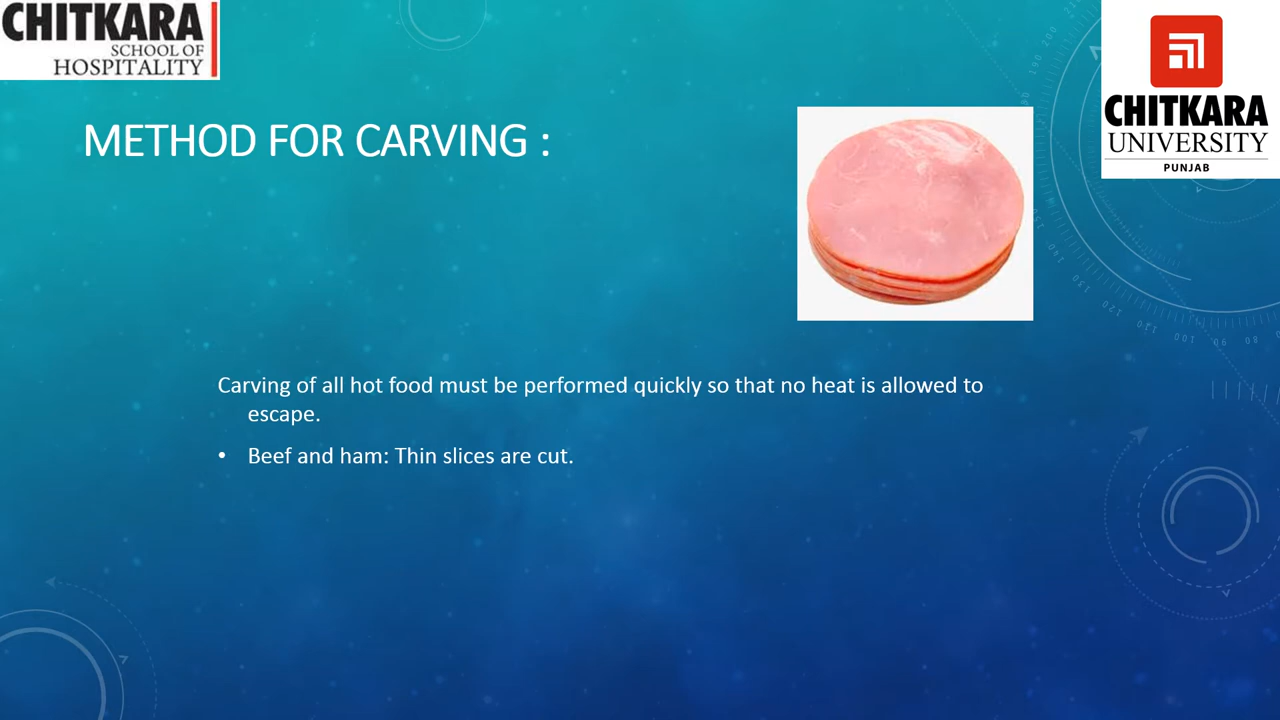 CHITKARA
SCHOOL OF
HOSPITALITY
CHITKARA
UNIVERSITY
PUNJAB
METHOD FOR CARVING :
Carving of all hot food must be performed quickly so that no heat is allowed to
escape.
• Beef and ham: Thin slices are cut.